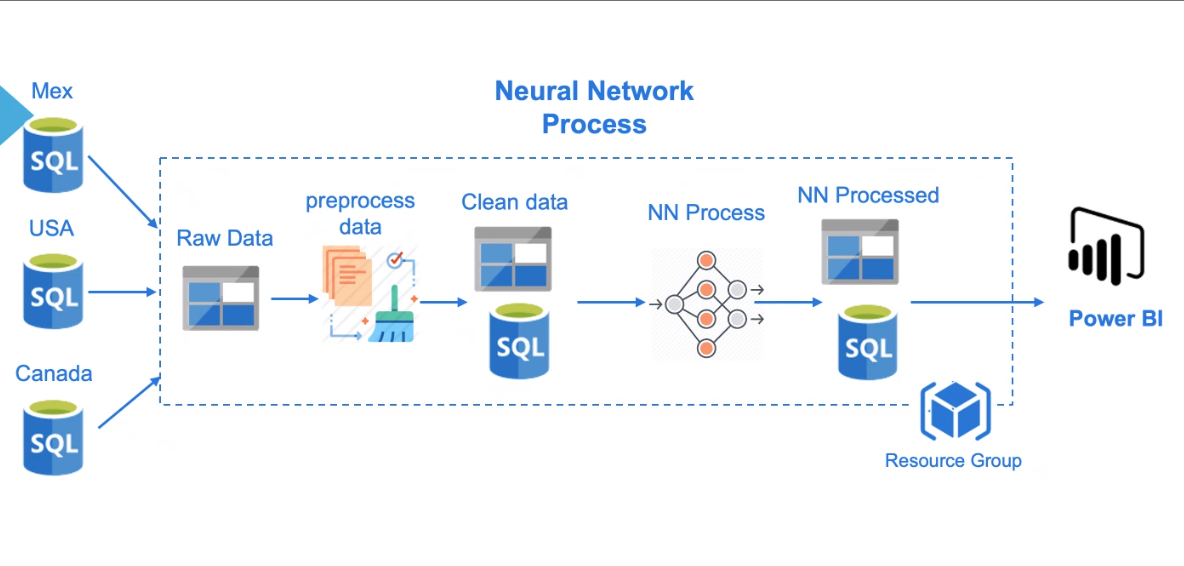 Neural Network
Process
Mex
SQL
USA
SQL
Canada
SQL
Raw Data
preprocess
data
Clean data
SQL
NN Process
NN Processed
SQL
Resource Group
Power BI